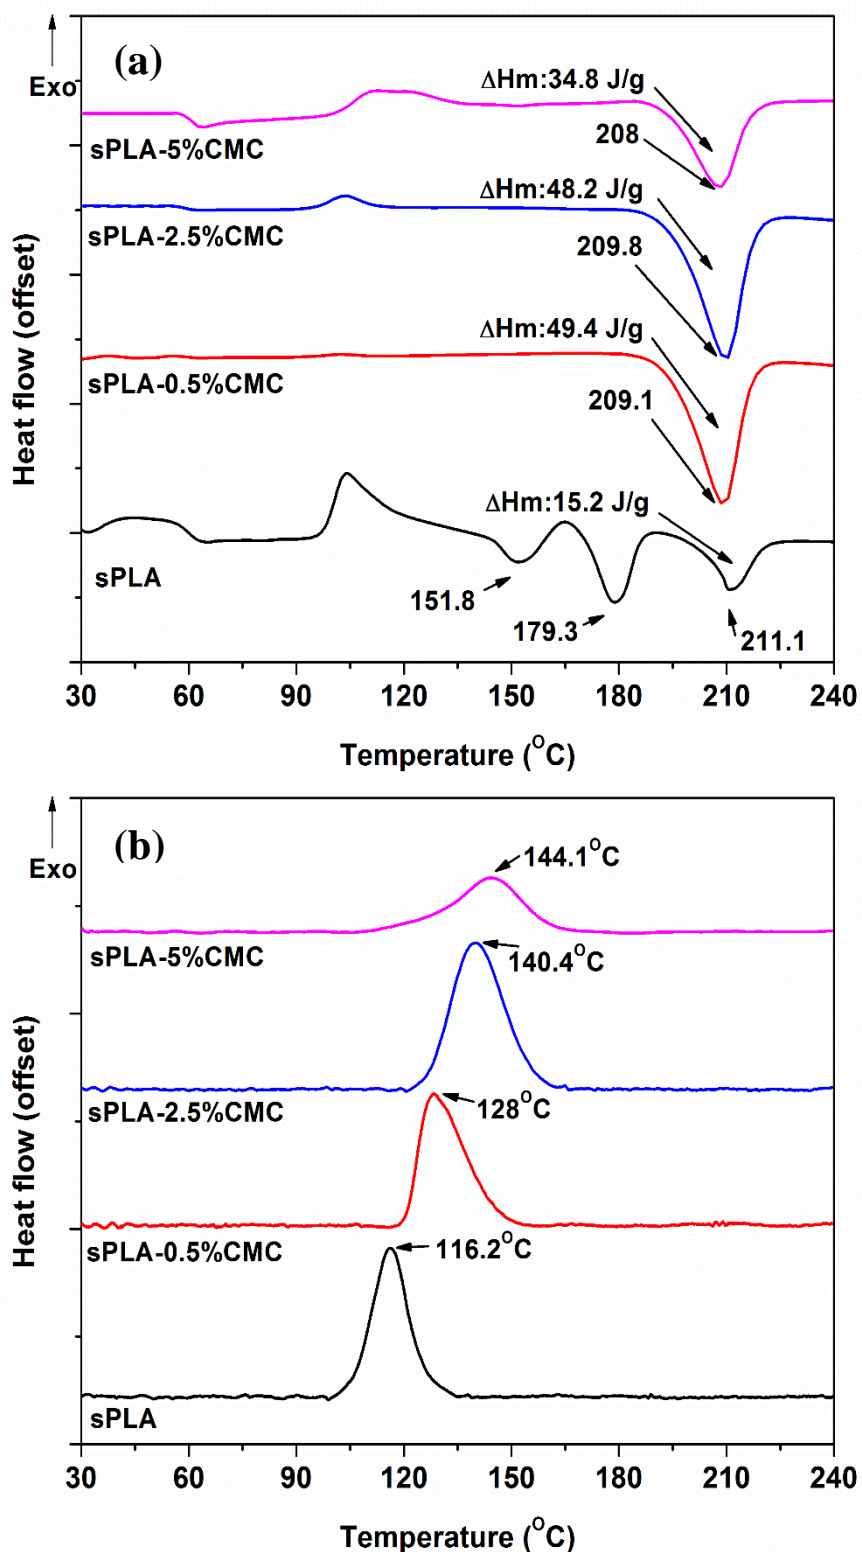 (a)
Exo
ΔHm:34.8 J/g
208
sPLA-5%CMC
ΔHm:48.2 J/g
sPLA-2.5%CMC
209.8
ΔHm:49.4 J/g
sPLA-0.5%CMC
209.1
ΔHm:15.2 J/g
sPLA
151.8
179.3
211.1
Heat flow (offset)
30 60 90 120 150 180 210 240
Temperature (°C)
(b)
Exo
144.1°C
sPLA-5%CMC
140.4°C
sPLA-2.5%CMC
128°C
sPLA-0.5%CMC
116.2°C
sPLA
Heat flow (offset)
30 60 90 120 150 180 210 240
Temperature (°C)